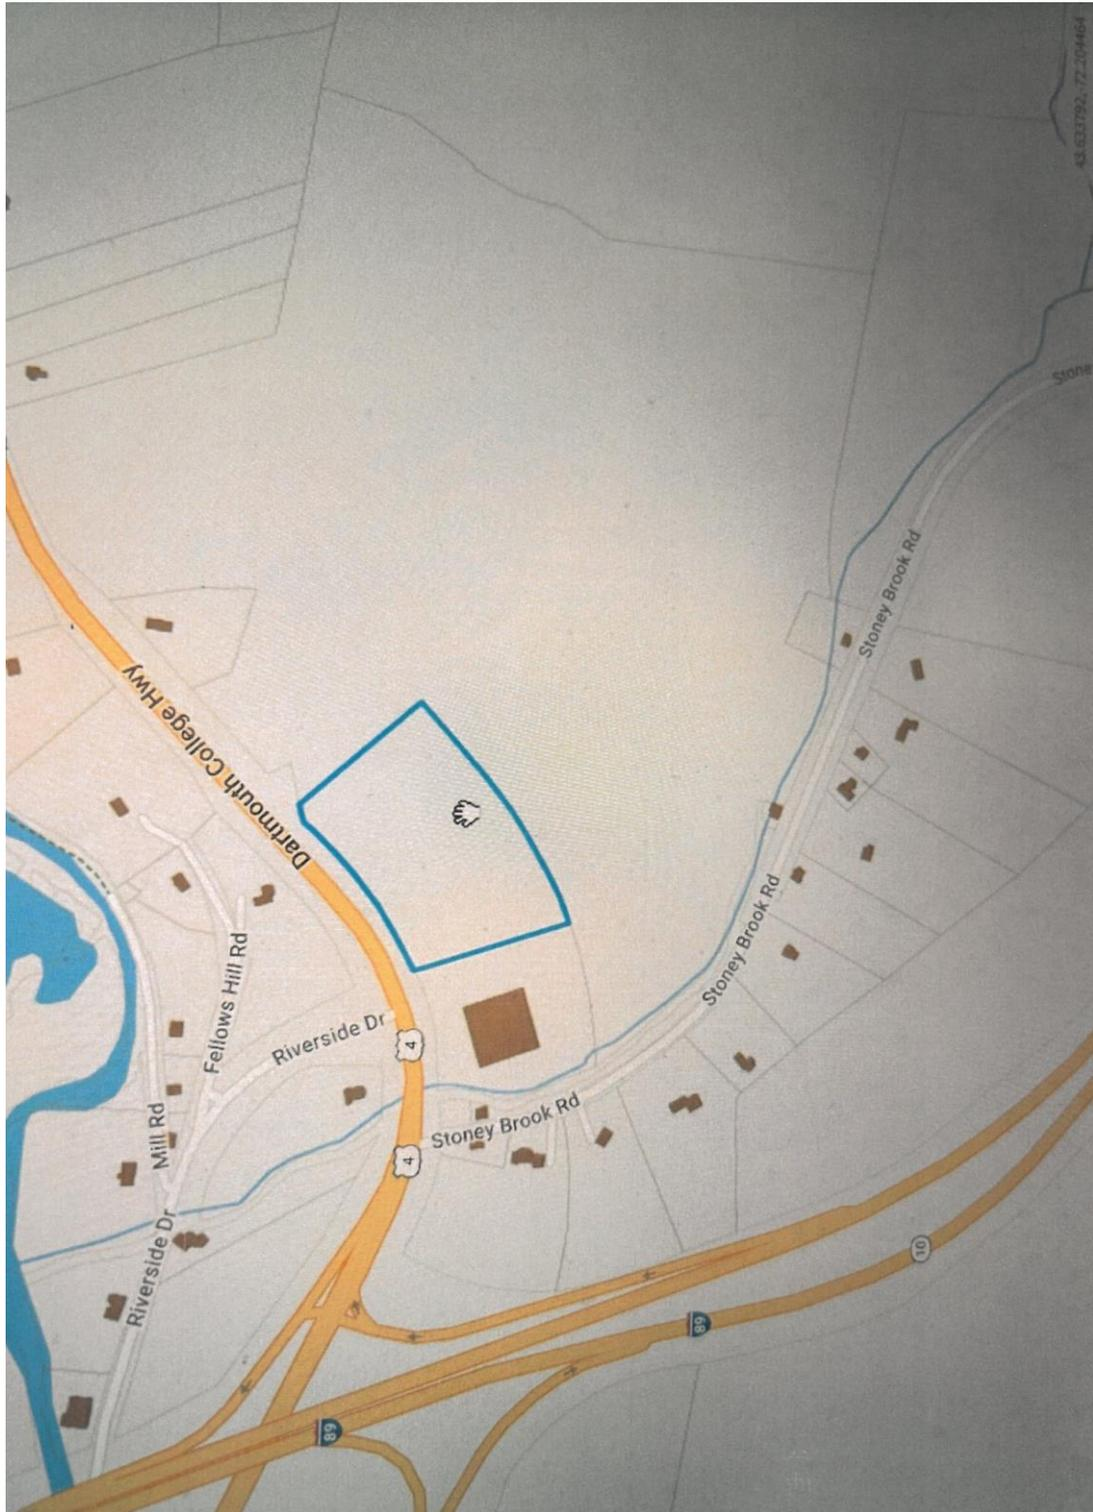 43.633792,-72.204464
Stone
Stoney Brook Rd
Dartmouth College Hwy
Stoney Brook Rd
Fellows Hill Rd
Riverside Dr
4
Mill Rd
Stoney Brook Rd
4
Riverside Dr
10
89
89